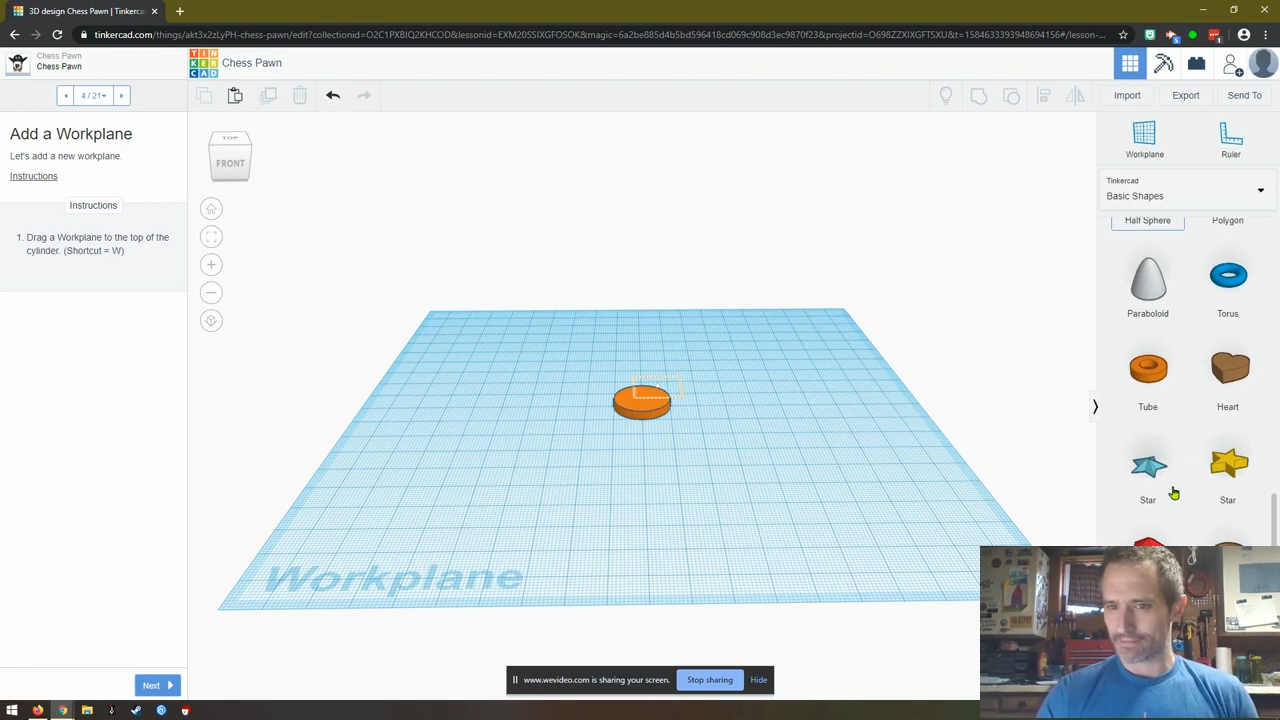 3D design Chess Pawn | Tinkercad
tinkercad.com/things/akt3x2zLyPH-chess-pawn/edit?collectionid=O2C1PXBIQ2KHCOD&lessonid=EXM20SSIXGFOSOK&magic=6a2be885d4b5bd596418cd069c908d3ec9870f23&projectid=O698ZZXIXGFTSXU&t=1584633393948694156#/lesson-...
Chess Pawn
Chess Pawn
TIN
KER
CAD
Chess Pawn
4 / 21
Import
Export
Send To
Add a Workplane
Let's add a new workplane.
Instructions
Instructions
1. Drag a Workplane to the top of the
cylinder. (Shortcut = W)
TOP
FRONT
Workplane
Ruler
Tinkercad
Basic Shapes
Half Sphere
Polygon
Paraboloid
Torus
Tube
Heart
Star
Star
Workplane
Next
www.wevideo.com is sharing your screen.
Stop sharing
Hide